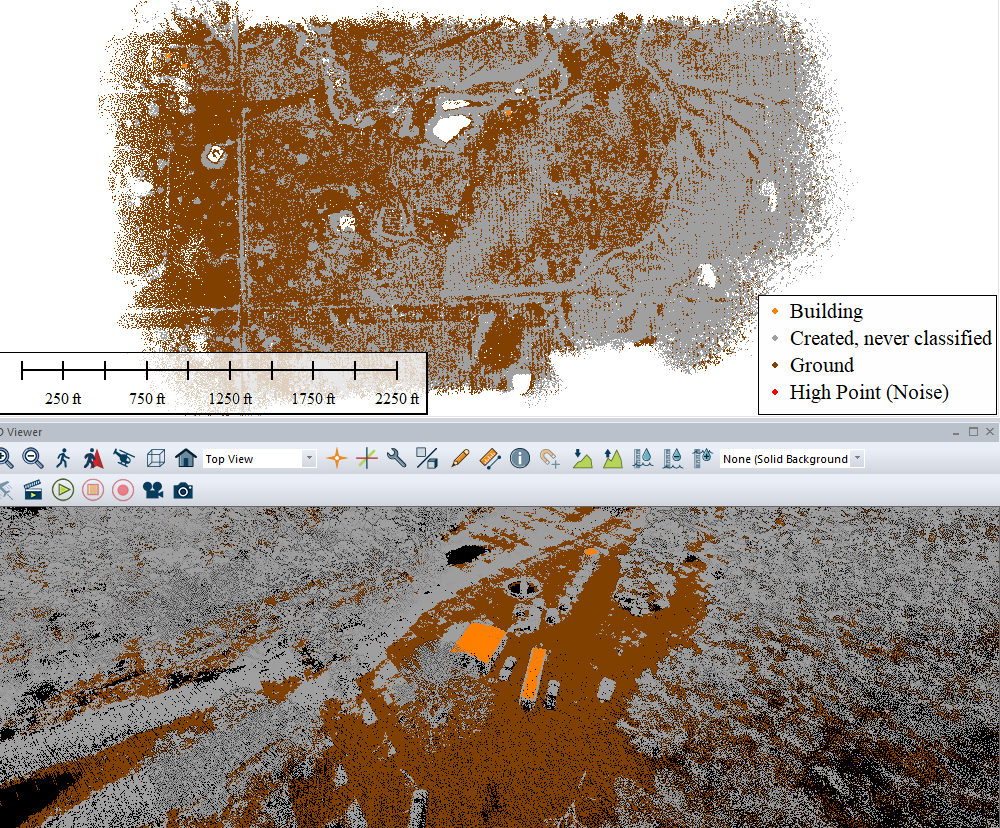 Building
Created, never classified
Ground
High Point (Noise)
250 ft 750 ft 1250 ft 1750 ft 2250 ft
D Viewer
Top View
None (Solid Background